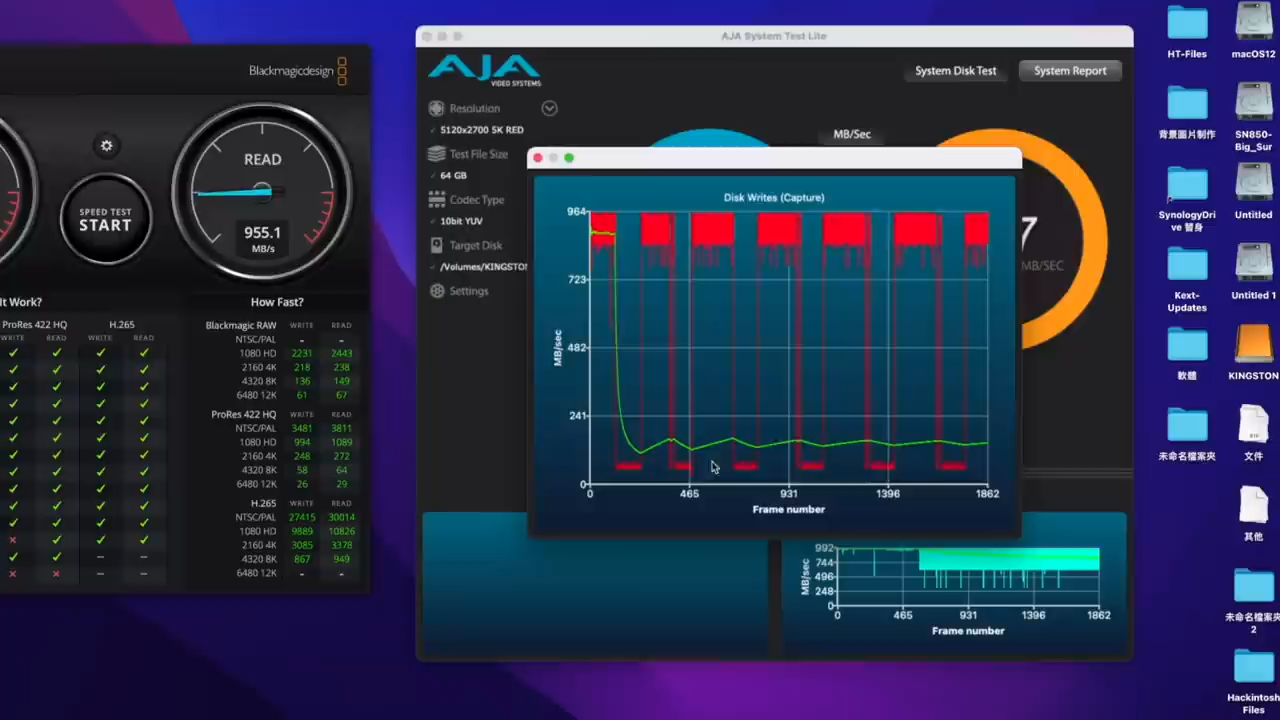 Blackmagicdesign
READ
955.1
MB/s
SPEED TEST
START
It Work?
How Fast?
ProRes 422 HQ
H.265
WRITE
READ
WRITE
READ
Blackmagic RAW WRITE READ
NTSC/PAL - -
1080 HD 2231 2443
2160 4K 218 238
4320 8K 136 149
6480 12K 61 67
ProRes 422 HQ WRITE READ
NTSC/PAL 3481 3811
1080 HD 994 1089
2160 4K 248 272
4320 8K 58 64
6480 12K 26 29
H.265 WRITE READ
NTSC/PAL 27415 30014
1080 HD 9889 10826
2160 4K 3085 3378
4320 8K 867 949
6480 12K - -
AJA System Test Lite
AJA
VIDEO SYSTEMS
System Disk Test
System Report
Resolution
5120x2700 5K RED
Test File Size
64 GB
Codec Type
10bit YUV
Target Disk
/Volumes/KINGSTON
Settings
MB/Sec
7
MB/SEC
Disk Writes (Capture)
964
723
482
241
0
MB/sec
0 465 931 1396 1862
Frame number
992
744
496
248
0
MB/sec
0 465 931 1396 1862
Frame number
HT-Files
macOS12
背景圖片制作
SN850-
Big_Sur
SynologyDri
ve 替身
Untitled
Kext-
Updates
Untitled 1
軟體
KINGSTON
未命名檔案夾
文件
其他
未命名檔案夾
2
Hackintosh
Files